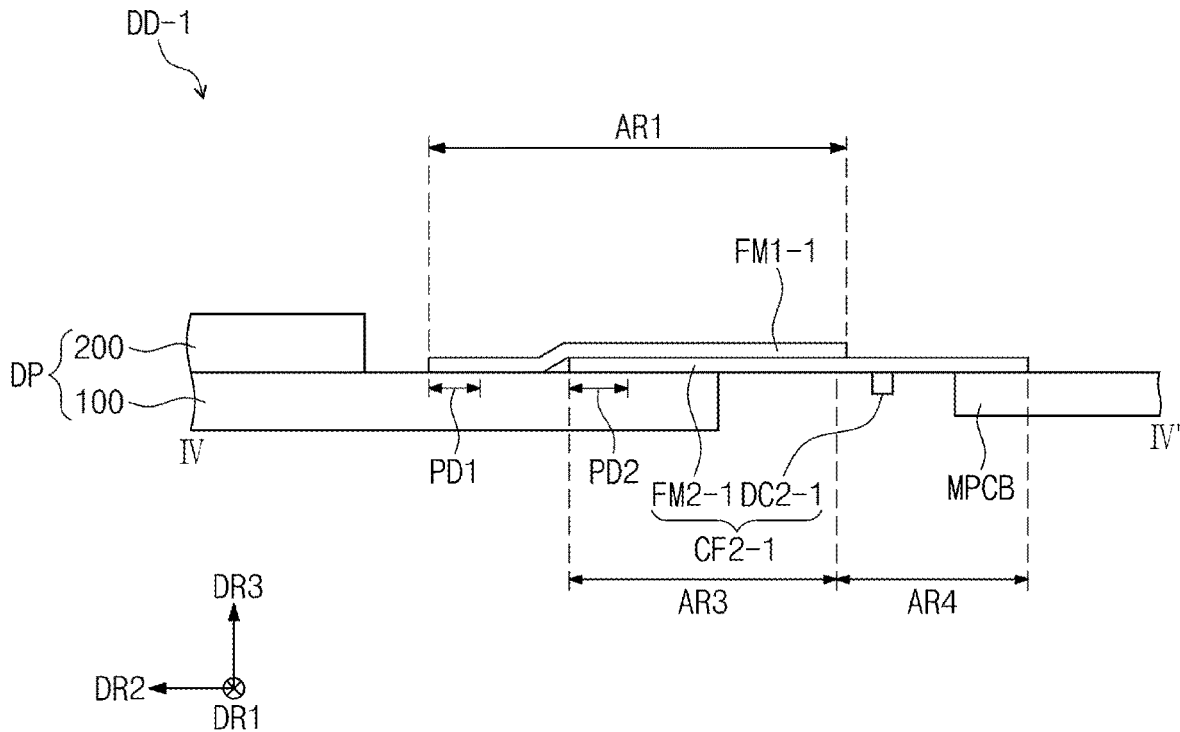 DD-1
AR1
FM1-1
DP
200
100
IV
IV'
PD1
PD2
FM2-1 DC2-1
MPCB
CF2-1
AR3
AR4
DR3
DR2
DR1